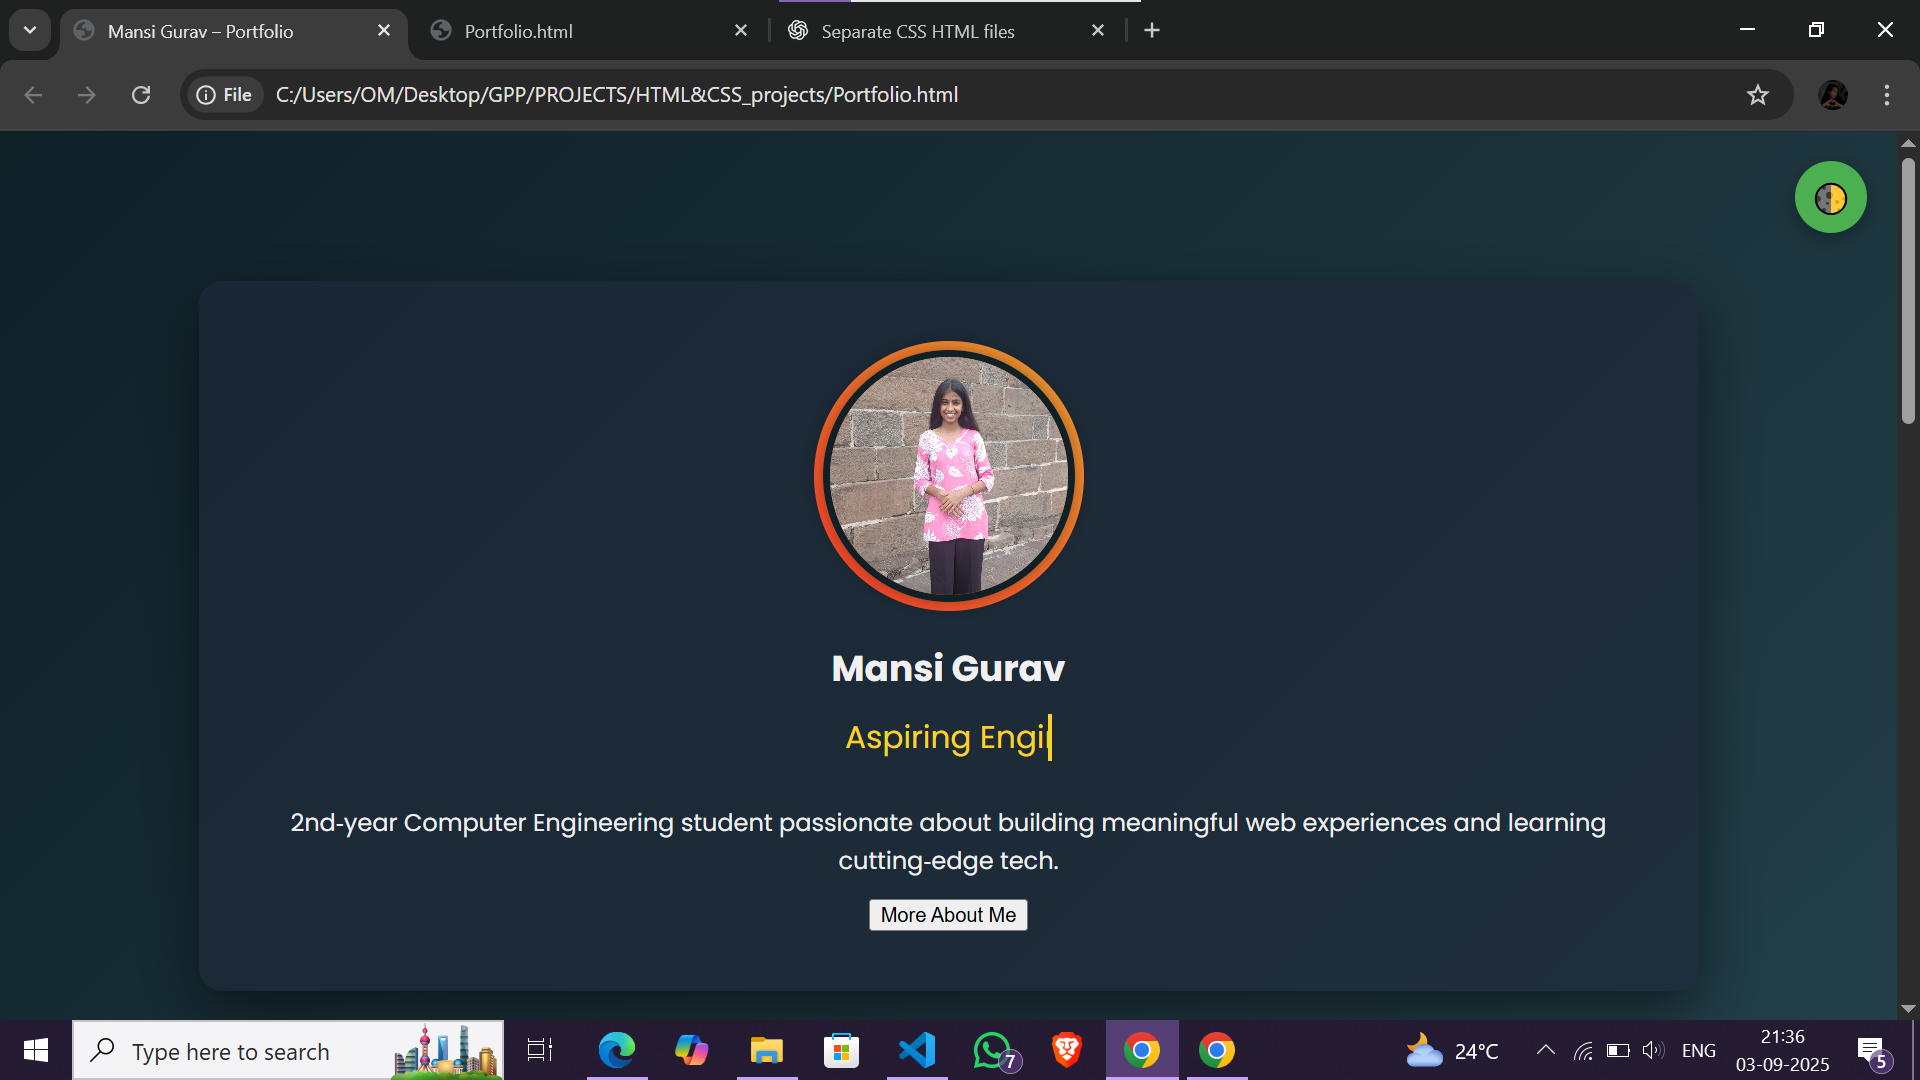 Mansi Gurav – Portfolio
Portfolio.html
Separate CSS HTML files
File
C:/Users/OM/Desktop/GPP/PROJECTS/HTML&CSS_projects/Portfolio.html
Mansi Gurav
Aspiring Engi
2nd-year Computer Engineering student passionate about building meaningful web experiences and learning
cutting-edge tech.
More About Me
Type here to search
7
24°C
ENG
21:36
03-09-2025
5